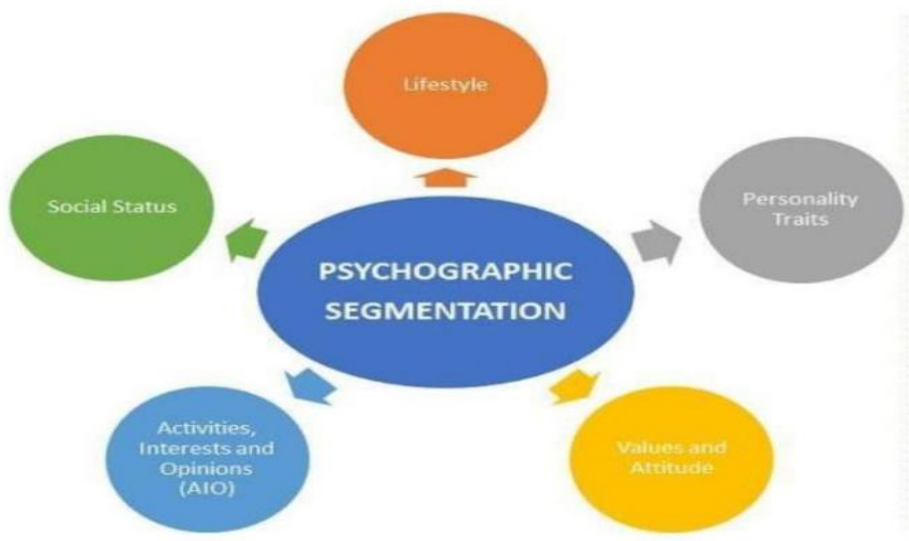 Lifestyle
Social Status
Personality
Traits
PSYCHOGRAPHIC
SEGMENTATION
Activities,
Interests and
Opinions
(AIO)
Values and
Attitude